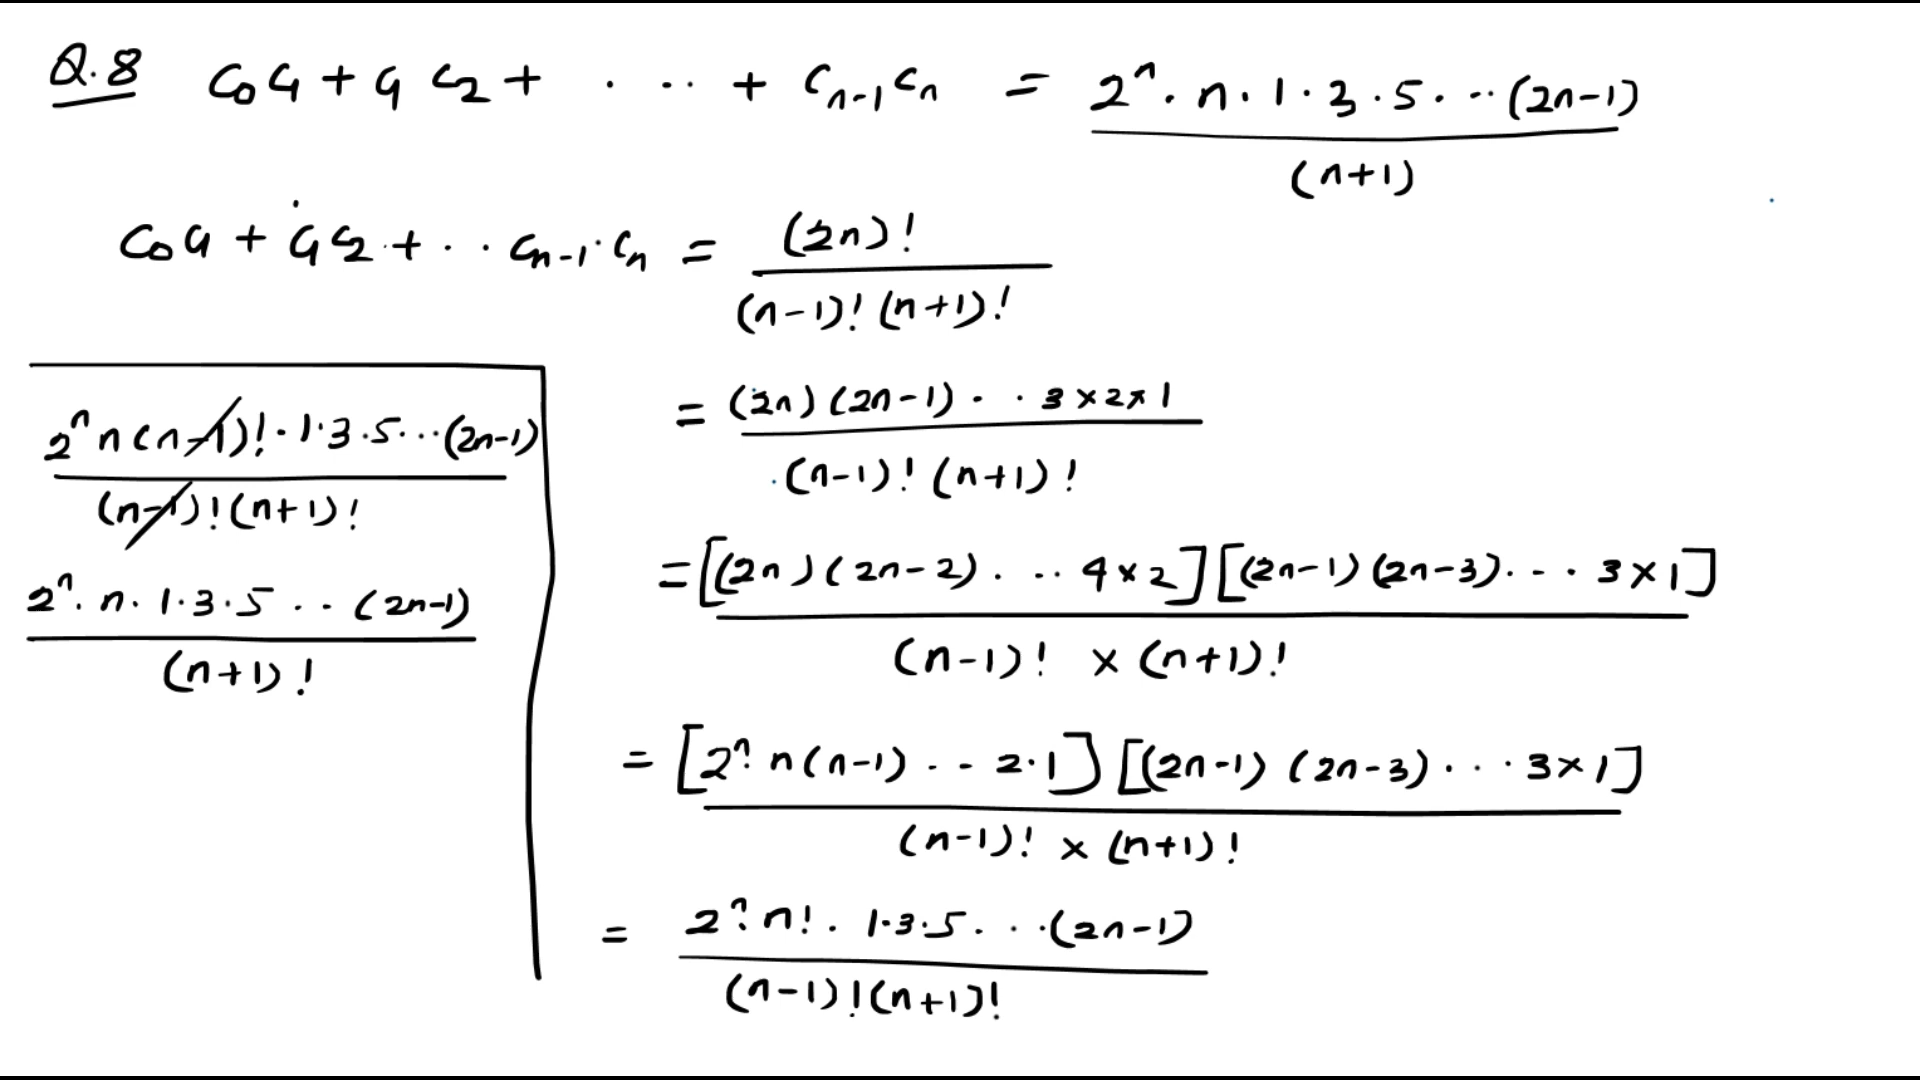 Q.8 C₀C₁ + C₁C₂ + · ··· + Cₙ₋₁Cₙ = 2ⁿ · n · 1 · 3 · 5 · ··(2n-1) / (n+1)
C₀C₁ + C₁C₂ + ·· Cₙ₋₁ · Cₙ = (2n)! / (n-1)! (n+1)!
= (2n)(2n-1) · · 3×2×1 / (n-1)! (n+1)!
= [(2n)(2n-2) · ·· 4×2] [(2n-1)(2n-3) · ·· 3×1] / (n-1)! × (n+1)!
= [2ⁿ · n(n-1) ·· 2·1] [(2n-1)(2n-3) · ·· 3×1] / (n-1)! × (n+1)!
= 2ⁿ · n! · 1·3·5 · ··(2n-1) / (n-1)! (n+1)!
2ⁿ n(n-1)! · 1·3·5···(2n-1) / (n-1)! (n+1)!
2ⁿ · n · 1·3·5 ·· (2n-1) / (n+1)!